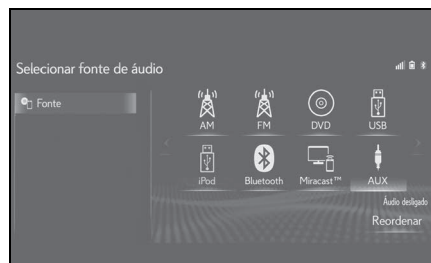 Selecionar fonte de áudio
Fonte
AM FM DVD USB
iPod Bluetooth Miracast™ AUX
Áudio desligado
Reordenar